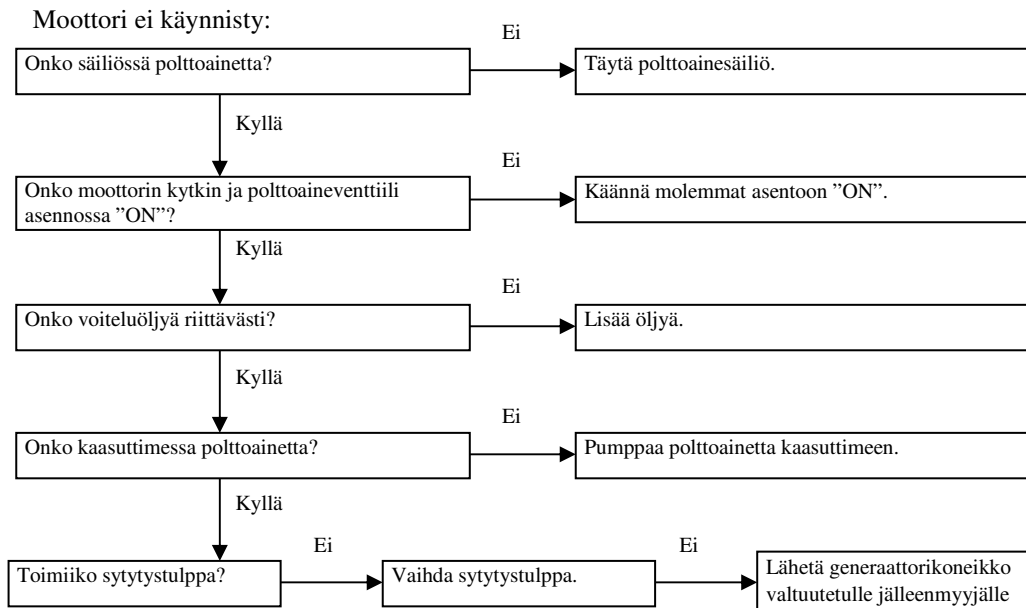 Moottori ei käynnisty:
Ei
Onko säiliössä polttoainetta?
Täytä polttoainesäiliö.
Kyllä
Ei
Onko moottorin kytkin ja polttoaineventtiili
asennossa ”ON”?
Käännä molemmat asentoon ”ON”.
Kyllä
Ei
Onko voiteluöljyä riittävästi?
Lisää öljyä.
Kyllä
Ei
Onko kaasuttimessa polttoainetta?
Pumppaa polttoainetta kaasuttimeen.
Kyllä
Ei
Ei
Toimiiko sytytystulppa?
Vaihda sytytystulppa.
Lähetä generaattorikoneikko
valtuutetulle jälleenmyyjälle